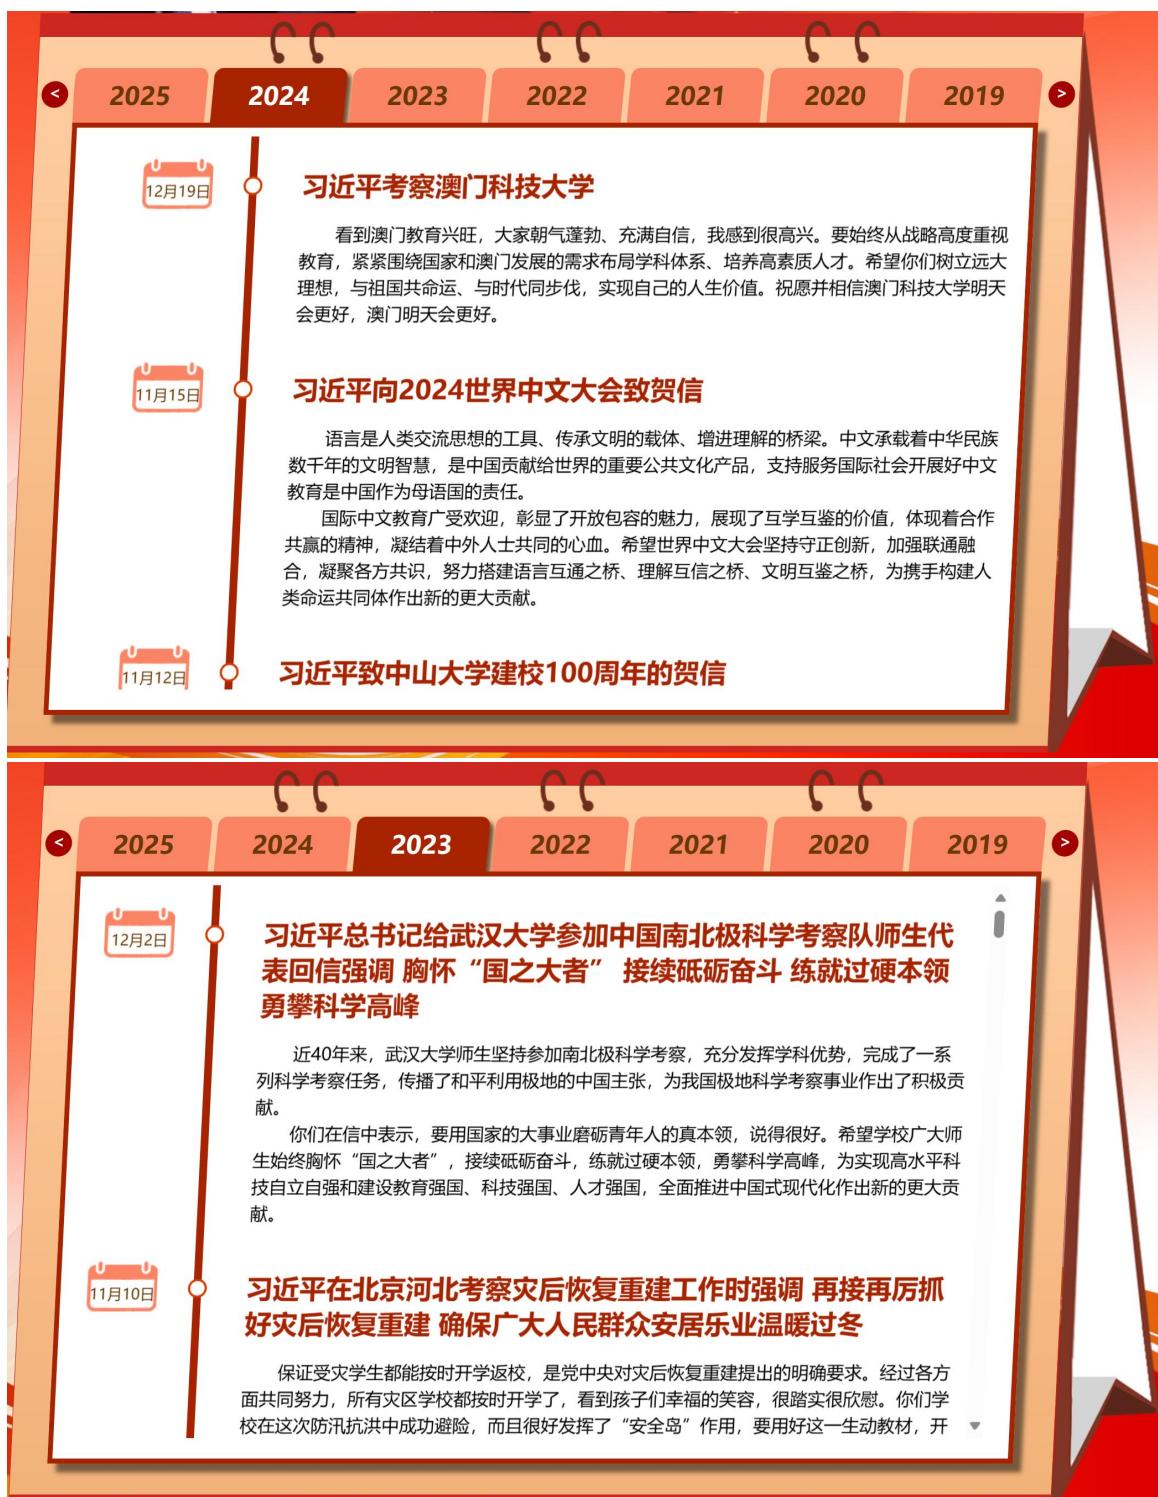 < 2025 2024 2023 2022 2021 2020 2019 >
12月19日
习近平考察澳门科技大学
看到澳门教育兴旺，大家朝气蓬勃、充满自信，我感到很高兴。要始终从战略高度重视
教育，紧紧围绕国家和澳门发展的需求布局学科体系、培养高素质人才。希望你们树立远大
理想，与祖国共命运、与时代同步伐，实现自己的人生价值。祝愿并相信澳门科技大学明天
会更好，澳门明天会更好。
11月15日
习近平向2024世界中文大会致贺信
语言是人类交流思想的工具、传承文明的载体、增进理解的桥梁。中文承载着中华民族
数千年的文明智慧，是中国贡献给世界的重要公共文化产品，支持服务国际社会开展好中文
教育是中国作为母语国的责任。
国际中文教育广受欢迎，彰显了开放包容的魅力，展现了互学互鉴的价值，体现着合作
共赢的精神，凝结着中外人士共同的心血。希望世界中文大会坚持守正创新，加强联通融
合，凝聚各方共识，努力搭建语言互通之桥、理解互信之桥、文明互鉴之桥，为携手构建人
类命运共同体作出新的更大贡献。
11月12日
习近平致中山大学建校100周年的贺信
< 2025 2024 2023 2022 2021 2020 2019 >
12月2日
习近平总书记给武汉大学参加中国南北极科学考察队师生代
表回信强调 胸怀“国之大者” 接续砥砺奋斗 练就过硬本领
勇攀科学高峰
近40年来，武汉大学师生坚持参加南北极科学考察，充分发挥学科优势，完成了一系
列科学考察任务，传播了和平利用极地的中国主张，为我国极地科学考察事业作出了积极贡
献。
你们在信中表示，要用国家的大事业磨砺青年人的真本领，说得很好。希望学校广大师
生始终胸怀“国之大者”，接续砥砺奋斗，练就过硬本领，勇攀科学高峰，为实现高水平科
技自立自强和建设教育强国、科技强国、人才强国，全面推进中国式现代化作出新的更大贡
献。
11月10日
习近平在北京河北考察灾后恢复重建工作时强调 再接再厉抓
好灾后恢复重建 确保广大人民群众安居乐业温暖过冬
保证受灾学生都能按时开学返校，是党中央对灾后恢复重建提出的明确要求。经过各方
面共同努力，所有灾区学校都按时开学了，看到孩子们幸福的笑容，很踏实很欣慰。你们学
校在这次防汛抗洪中成功避险，而且很好发挥了“安全岛”作用，要用好这一生动教材，开